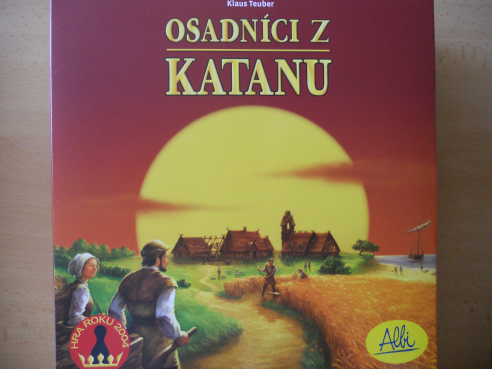 Klaus Teuber
OSADNÍCI Z
KATANU
HRA ROKU 2004
Albi